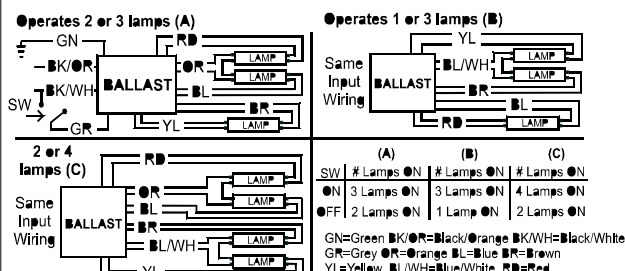 Operates 2 or 3 lamps (A)
GN
RD
LAMP
BK/OR
OR
LAMP
BALLAST
BK/WH
BL
SW
BR
GR
YL
LAMP
Operates 1 or 3 lamps (B)
YL
LAMP
Same
Input
Wiring
BALLAST
BL/WH
LAMP
BR
BL
RD
LAMP
2 or 4
lamps (C)
RD
LAMP
OR
BL
LAMP
Same
Input
Wiring
BALLAST
BR
LAMP
BL/WH
YL
LAMP
(A) (B) (C)
SW # Lamps ON # Lamps ON # Lamps ON
ON 3 Lamps ON 3 Lamps ON 4 Lamps ON
OFF 2 Lamps ON 1 Lamp ON 2 Lamps ON
GN=Green BK/OR=Black/Orange BK/WH=Black/White
GR=Grey OR=Orange BL=Blue BR=Brown
YL=Yellow BL/WH=Blue/White RD=Red